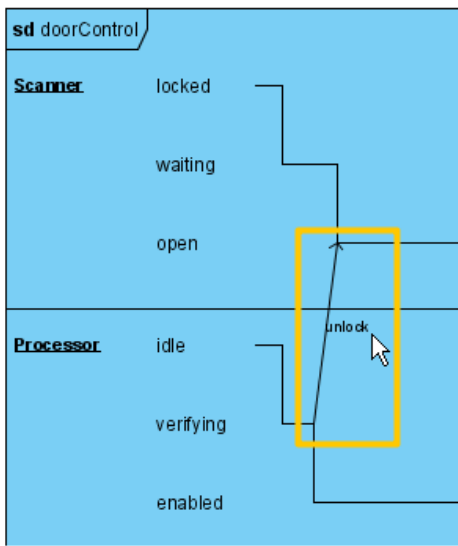 sd doorControl
Scanner locked
waiting
open
unlock
Processor idle
verifying
enabled